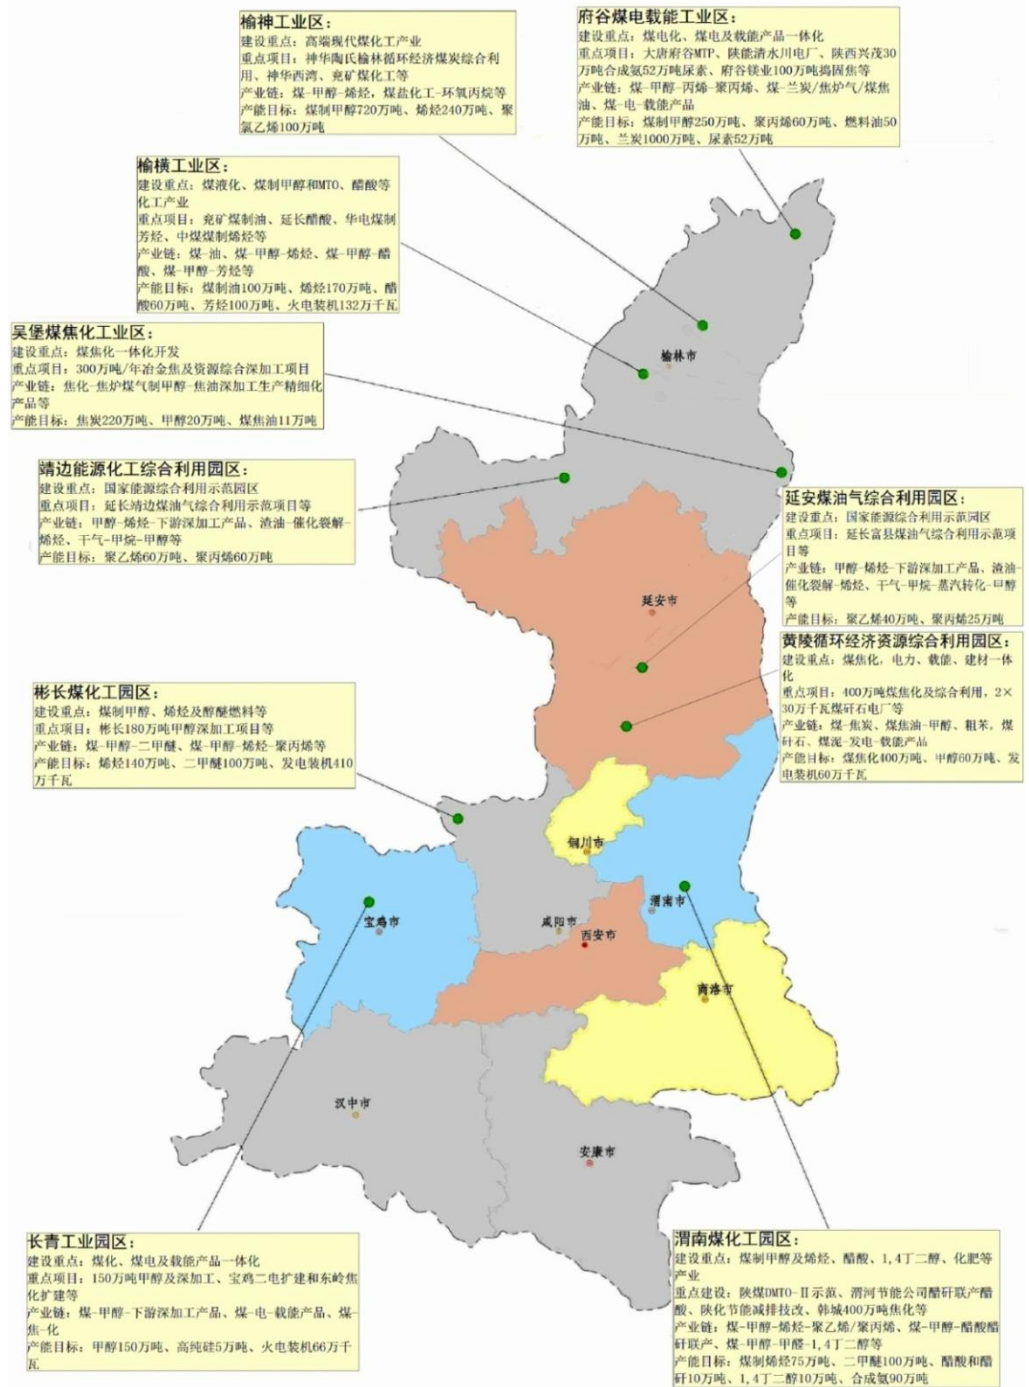 榆神工业区：
建设重点：高端现代煤化工产业
重点项目：神华陶氏榆林循环经济煤炭综合利
用、神华西湾、兖矿煤化工等
产业链：煤-甲醇-烯烃，煤盐化工-环氧丙烷等
产能目标：煤制甲醇720万吨、烯烃240万吨、聚
氯乙烯100万吨
府谷煤电载能工业区：
建设重点：煤电化、煤电及载能产品一体化
重点项目：大唐府谷MTP、陕能清水川电厂、陕西兴茂30
万吨合成氨52万吨尿素、府谷镁业100万吨捣固焦等
产业链：煤-甲醇-丙烯-聚丙烯、煤-兰炭/焦炉气/煤焦
油、煤-电-载能产品
产能目标：煤制甲醇250万吨、聚丙烯60万吨、燃料油50
万吨、兰炭1000万吨、尿素52万吨
榆横工业区：
建设重点：煤液化、煤制甲醇和MTO、醋酸等
化工产业
重点项目：兖矿煤制油、延长醋酸、华电煤制
芳烃、中煤煤制烯烃等
产业链：煤-油、煤-甲醇-烯烃、煤-甲醇-醋
酸、煤-甲醇-芳烃等
产能目标：煤制油100万吨、烯烃170万吨、醋
酸60万吨、芳烃100万吨、火电装机132万千瓦
吴堡煤焦化工业区：
建设重点：煤焦化一体化开发
重点项目：300万吨/年冶金焦及资源综合深加工项目
产业链：焦化-焦炉煤气制甲醇-焦油深加工生产精细化
产品等
产能目标：焦炭220万吨、甲醇20万吨、煤焦油11万吨
榆林市
靖边能源化工综合利用园区：
建设重点：国家能源综合利用示范园区
重点项目：延长靖边煤油气综合利用示范项目等
产业链：甲醇-烯烃-下游深加工产品、渣油-催化裂解-
烯烃、干气-甲烷-甲醇等
产能目标：聚乙烯60万吨、聚丙烯60万吨
延安煤油气综合利用园区：
建设重点：国家能源综合利用示范园区
重点项目：延长富县煤油气综合利用示范项
目等
产业链：甲醇-烯烃-下游深加工产品、渣油-
催化裂解-烯烃、干气-甲烷-蒸汽转化-甲醇
等
产能目标：聚乙烯40万吨、聚丙烯25万吨
延安市
黄陵循环经济资源综合利用园区：
建设重点：煤焦化，电力、载能、建材一体
化
重点项目：400万吨煤焦化及综合利用，2×
30万千瓦煤矸石电厂等
产业链：煤-焦炭、煤焦油-甲醇、粗苯，煤
矸石、煤泥-发电-载能产品
产能目标：煤焦化400万吨、甲醇60万吨、发
电装机60万千瓦
彬长煤化工园区：
建设重点：煤制甲醇、烯烃及醇醚燃料等
重点项目：彬长180万吨甲醇深加工项目等
产业链：煤-甲醇-二甲醚、煤-甲醇-烯烃-聚丙烯等
产能目标：烯烃140万吨、二甲醚100万吨、发电装机410
万千瓦
铜川市
渭南市
宝鸡市
咸阳市
西安市
商洛市
汉中市
安康市
长青工业园区：
建设重点：煤化、煤电及载能产品一体化
重点项目：150万吨甲醇及深加工、宝鸡二电扩建和东岭焦
化扩建等
产业链：煤-甲醇-下游深加工产品、煤-电-载能产品、煤-
焦-化
产能目标：甲醇150万吨、高纯硅5万吨、火电装机66万千
瓦
渭南煤化工园区：
建设重点：煤制甲醇及烯烃、醋酸、1,4丁二醇、化肥等
产业
重点建设：陕煤DMTO-Ⅱ示范、渭河节能公司醋酐联产醋
酸、陕化节能减排技改、韩城400万吨焦化等
产业链：煤-甲醇-烯烃-聚乙烯/聚丙烯、煤-甲醇-醋酸醋
酐联产、煤-甲醇-甲醛-1,4丁二醇等
产能目标：煤制烯烃75万吨、二甲醚100万吨、醋酸和醋
酐10万吨、1,4丁二醇10万吨、合成氨90万吨